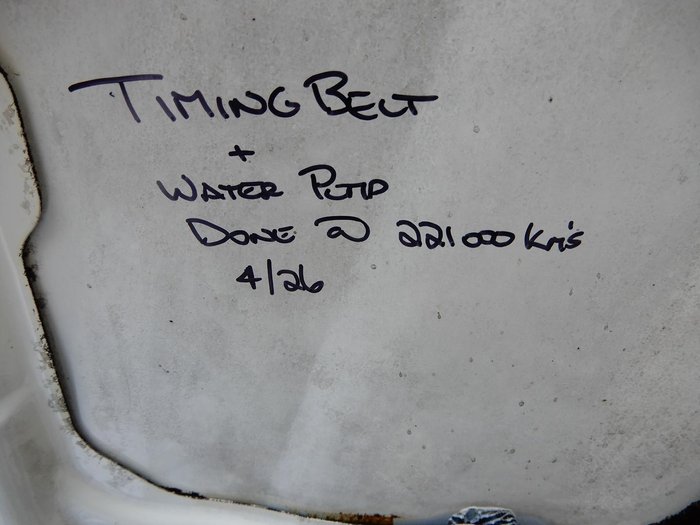 TIMING BELT
+
WATER PUMP
DONE @ 221000 Km's
4/26